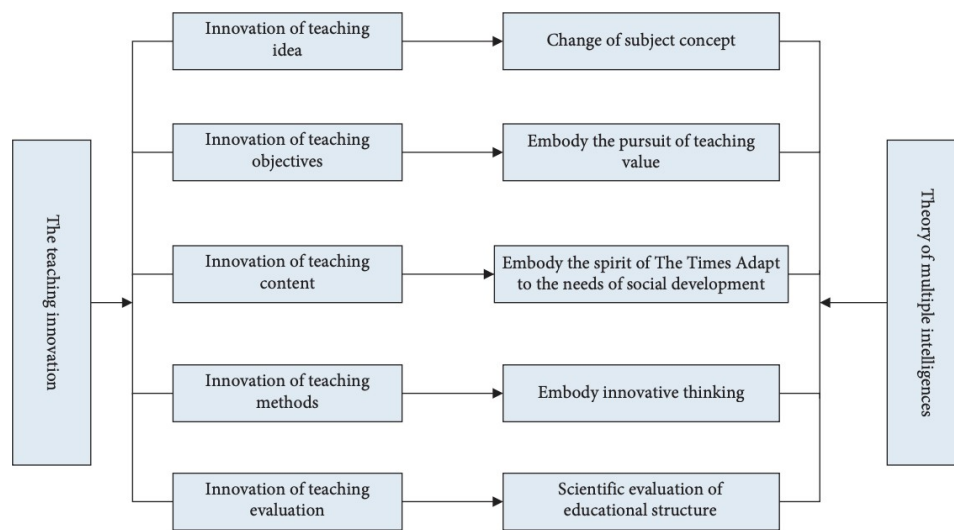 Innovation of teaching
idea
Change of subject concept
Innovation of teaching
objectives
Embody the pursuit of teaching
value
The teaching innovation
Innovation of teaching
content
Embody the spirit of The Times Adapt
to the needs of social development
Theory of multiple intelligences
Innovation of teaching
methods
Embody innovative thinking
Innovation of teaching
evaluation
Scientific evaluation of
educational structure